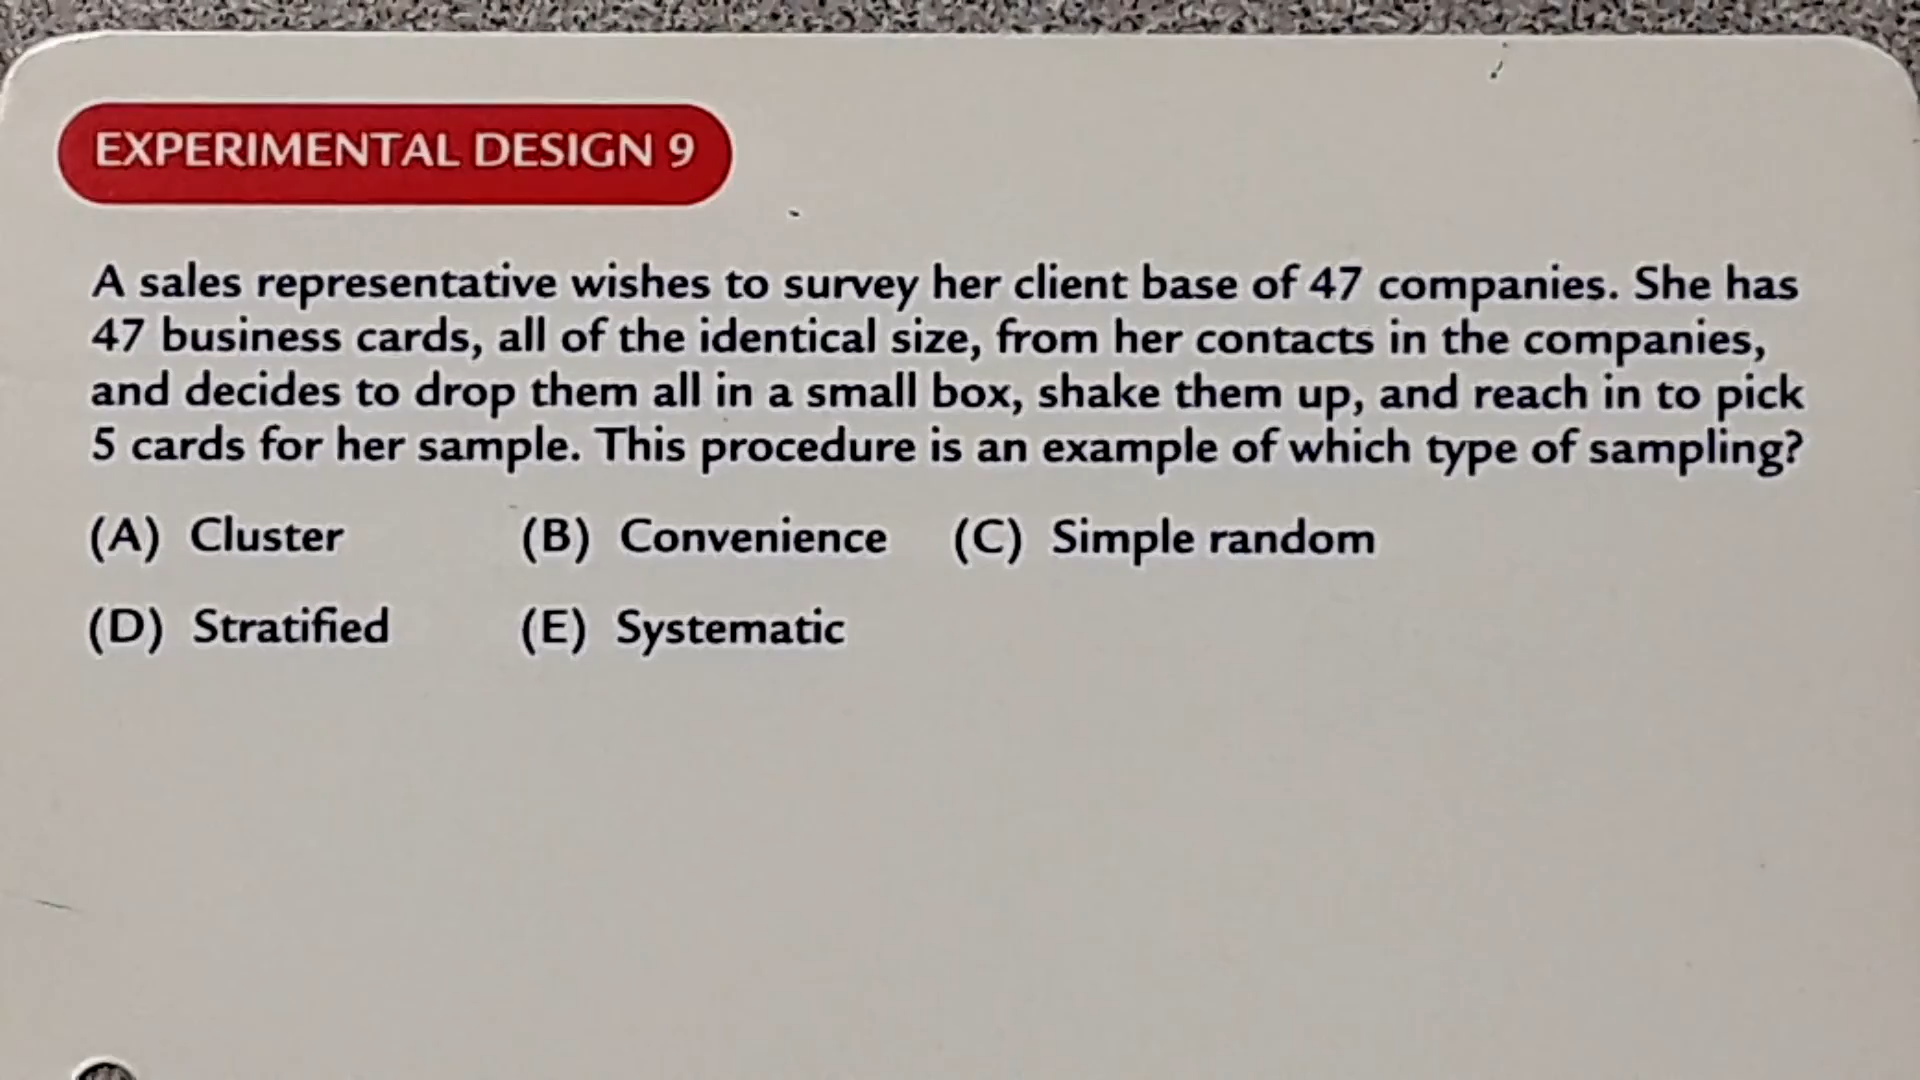 EXPERIMENTAL DESIGN 9
A sales representative wishes to survey her client base of 47 companies. She has
47 business cards, all of the identical size, from her contacts in the companies,
and decides to drop them all in a small box, shake them up, and reach in to pick
5 cards for her sample. This procedure is an example of which type of sampling?
(A) Cluster (B) Convenience (C) Simple random
(D) Stratified (E) Systematic